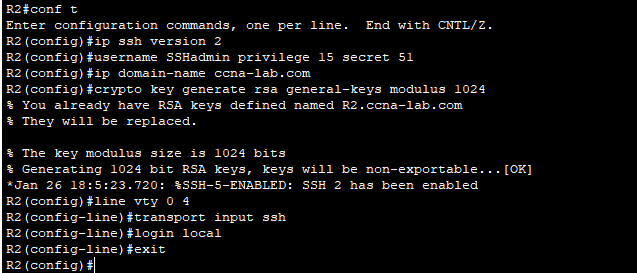 R2#conf t
Enter configuration commands, one per line.  End with CNTL/Z.
R2(config)#ip ssh version 2
R2(config)#username SSHadmin privilege 15 secret 51
R2(config)#ip domain-name ccna-lab.com
R2(config)#crypto key generate rsa general-keys modulus 1024
% You already have RSA keys defined named R2.ccna-lab.com
% They will be replaced.
% The key modulus size is 1024 bits
% Generating 1024 bit RSA keys, keys will be non-exportable...[OK]
*Jan 26 18:5:23.720: %SSH-5-ENABLED: SSH 2 has been enabled
R2(config)#line vty 0 4
R2(config-line)#transport input ssh
R2(config-line)#login local
R2(config-line)#exit
R2(config)#